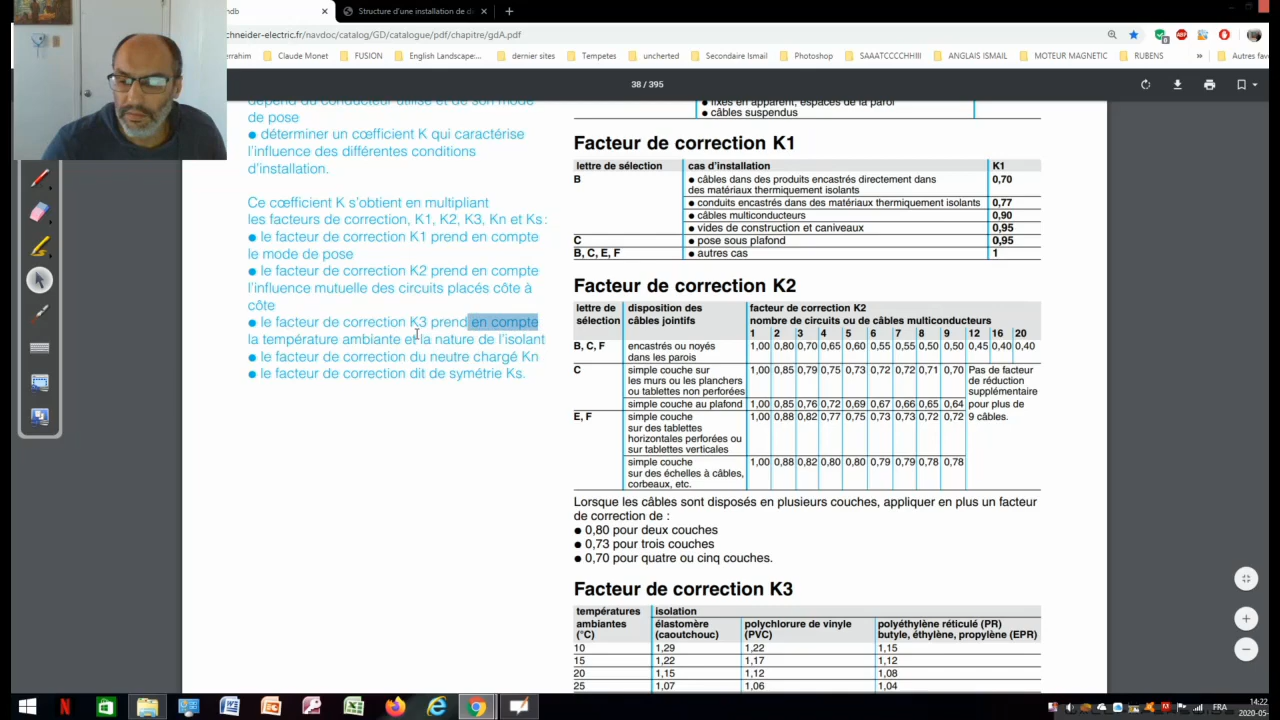 ndb
Structure d'une installation de d
chneider-electric.fr/navdoc/catalog/GD/catalogue/pdf/chapitre/gdA.pdf
errahim
Claude Monet
FUSION
English Landscape:...
dernier sites
Tempetes
uncherted
Secondaire Ismail
Photoshop
SAAATCCCCHHIII
ANGLAIS ISMAIL
MOTEUR MAGNETIC
RUBENS
»
Autres fav
38 / 395
dépend du conducteur utilisé et de son mode
de pose
● déterminer un cœfficient K qui caractérise
l'influence des différentes conditions
d'installation.
Ce cœfficient K s'obtient en multipliant
les facteurs de correction, K1, K2, K3, Kn et Ks :
● le facteur de correction K1 prend en compte
le mode de pose
● le facteur de correction K2 prend en compte
l'influence mutuelle des circuits placés côte à
côte
● le facteur de correction K3 prend en compte
la température ambiante et la nature de l'isolant
● le facteur de correction du neutre chargé Kn
● le facteur de correction dit de symétrie Ks.
● fixés en apparent, espacés de la paroi
● câbles suspendus
Facteur de correction K1
lettre de sélection cas d'installation K1
B ● câbles dans des produits encastrés directement dans 0,70
des matériaux thermiquement isolants
● conduits encastrés dans des matériaux thermiquement isolants 0,77
● câbles multiconducteurs 0,90
● vides de construction et caniveaux 0,95
C ● pose sous plafond 0,95
B, C, E, F ● autres cas 1
Facteur de correction K2
lettre de disposition des facteur de correction K2
sélection câbles jointifs nombre de circuits ou de câbles multiconducteurs
1 2 3 4 5 6 7 8 9 12 16 20
B, C, F encastrés ou noyés 1,00 0,80 0,70 0,65 0,60 0,55 0,55 0,50 0,50 0,45 0,40 0,40
dans les parois
C simple couche sur 1,00 0,85 0,79 0,75 0,73 0,72 0,72 0,71 0,70 Pas de facteur
les murs ou les planchers de réduction
ou tablettes non perforées supplémentaire
simple couche au plafond 1,00 0,85 0,76 0,72 0,69 0,67 0,66 0,65 0,64 pour plus de
E, F simple couche 1,00 0,88 0,82 0,77 0,75 0,73 0,73 0,72 0,72 9 câbles.
sur des tablettes
horizontales perforées ou
sur tablettes verticales
simple couche 1,00 0,88 0,82 0,80 0,80 0,79 0,79 0,78 0,78
sur des échelles à câbles,
corbeaux, etc.
Lorsque les câbles sont disposés en plusieurs couches, appliquer en plus un facteur
de correction de :
● 0,80 pour deux couches
● 0,73 pour trois couches
● 0,70 pour quatre ou cinq couches.
Facteur de correction K3
températures isolation
ambiantes élastomère polychlorure de vinyle polyéthylène réticulé (PR)
(°C) (caoutchouc) (PVC) butyle, éthylène, propylène (EPR)
10 1,29 1,22 1,15
15 1,22 1,17 1,12
20 1,15 1,12 1,08
25 1,07 1,06 1,04
FRA
14:22
2020-05-